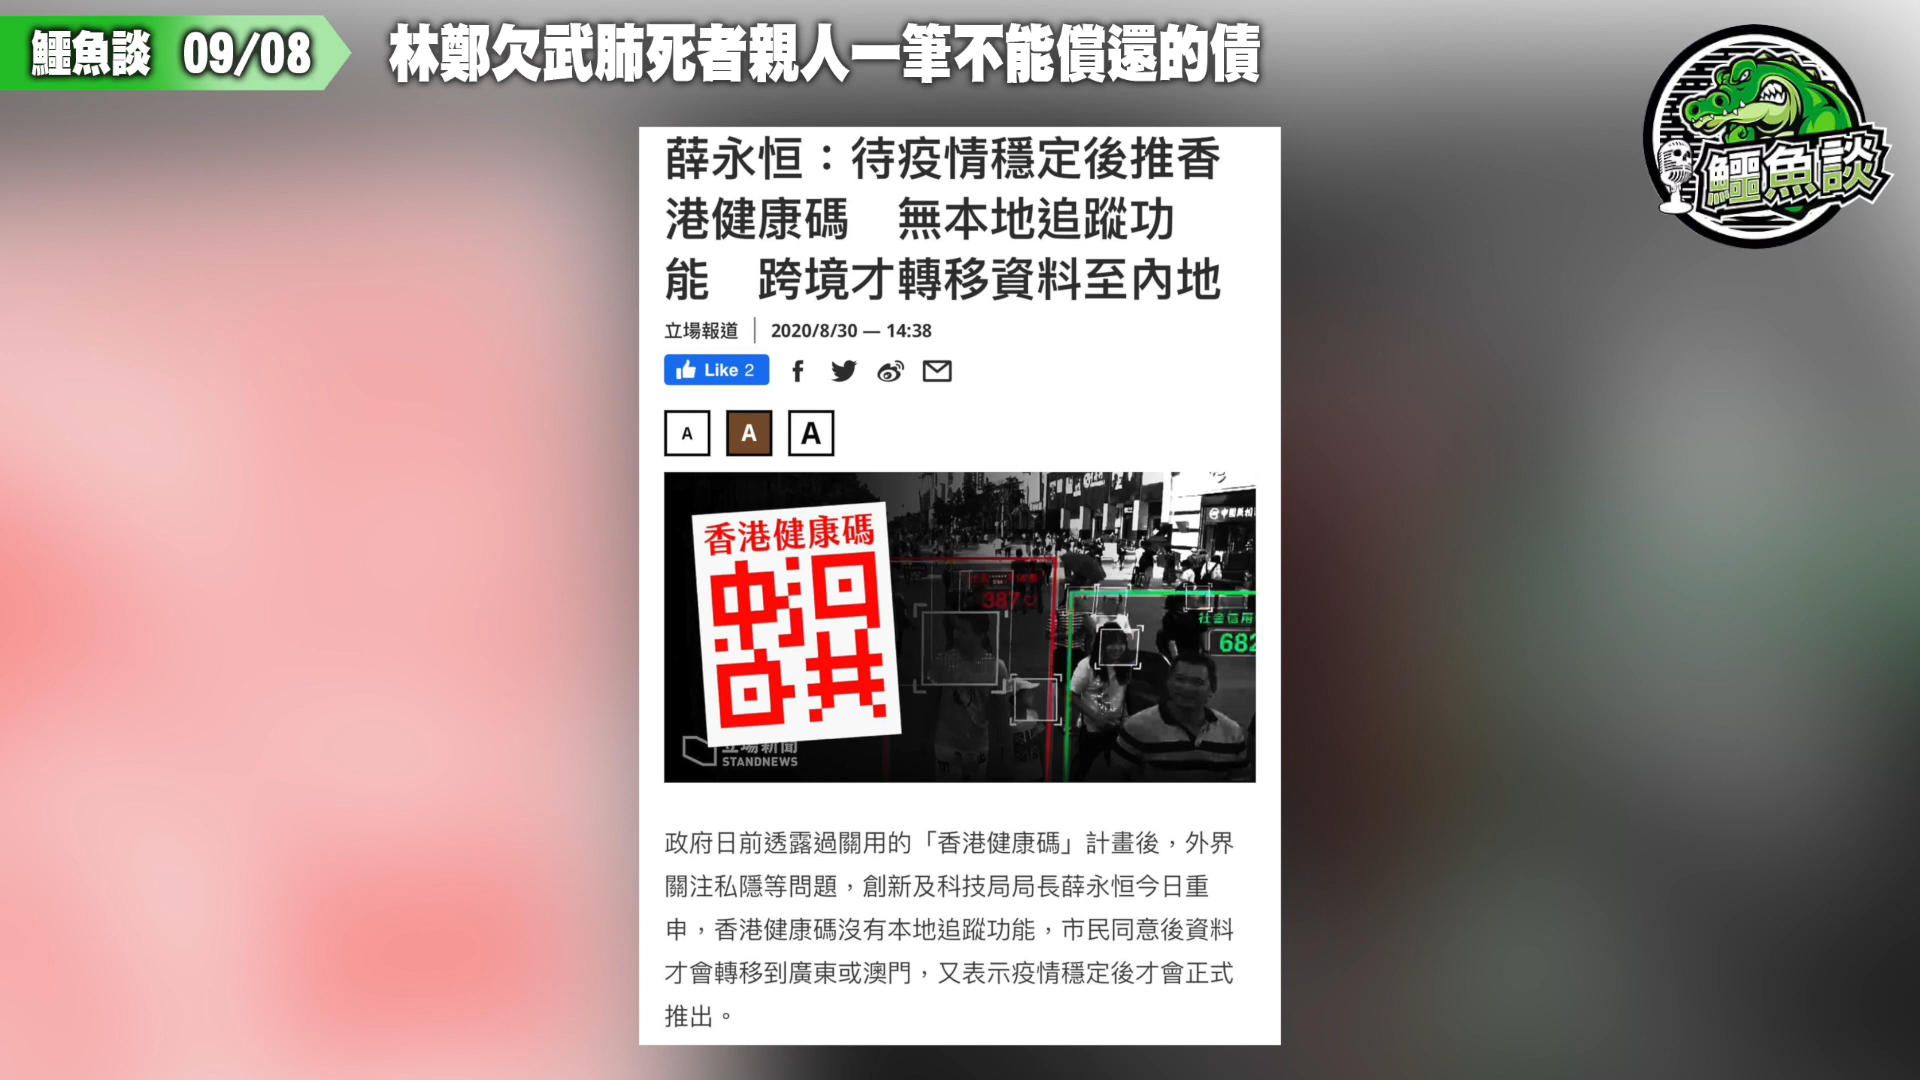 鱷魚談 09/08
林鄭欠武肺死者親人一筆不能償還的債
鱷魚談
薛永恒：待疫情穩定後推香
港健康碼　無本地追蹤功
能　跨境才轉移資料至內地
立場報道 2020/8/30 — 14:38
Like 2
A A A
香港健康碼
中
共
387
社会信用
682
立場新聞
STANDNEWS
政府日前透露過關用的「香港健康碼」計畫後，外界
關注私隱等問題，創新及科技局局長薛永恒今日重
申，香港健康碼沒有本地追蹤功能，市民同意後資料
才會轉移到廣東或澳門，又表示疫情穩定後才會正式
推出。